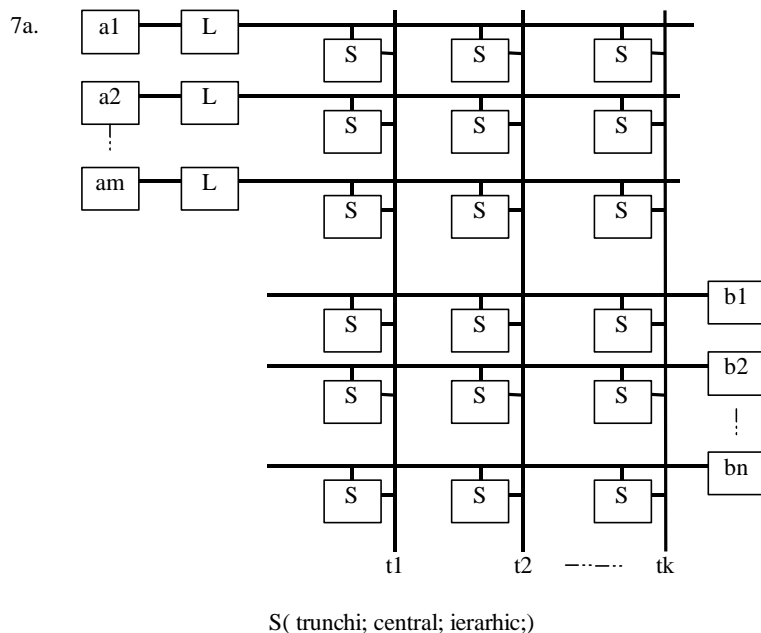 7a. a1 L
S S S
a2 L
S S S
am L
S S S
b1
S S S
b2
S S S
bn
S S S
t1 t2 tk
S( trunchi; central; ierarhic;)